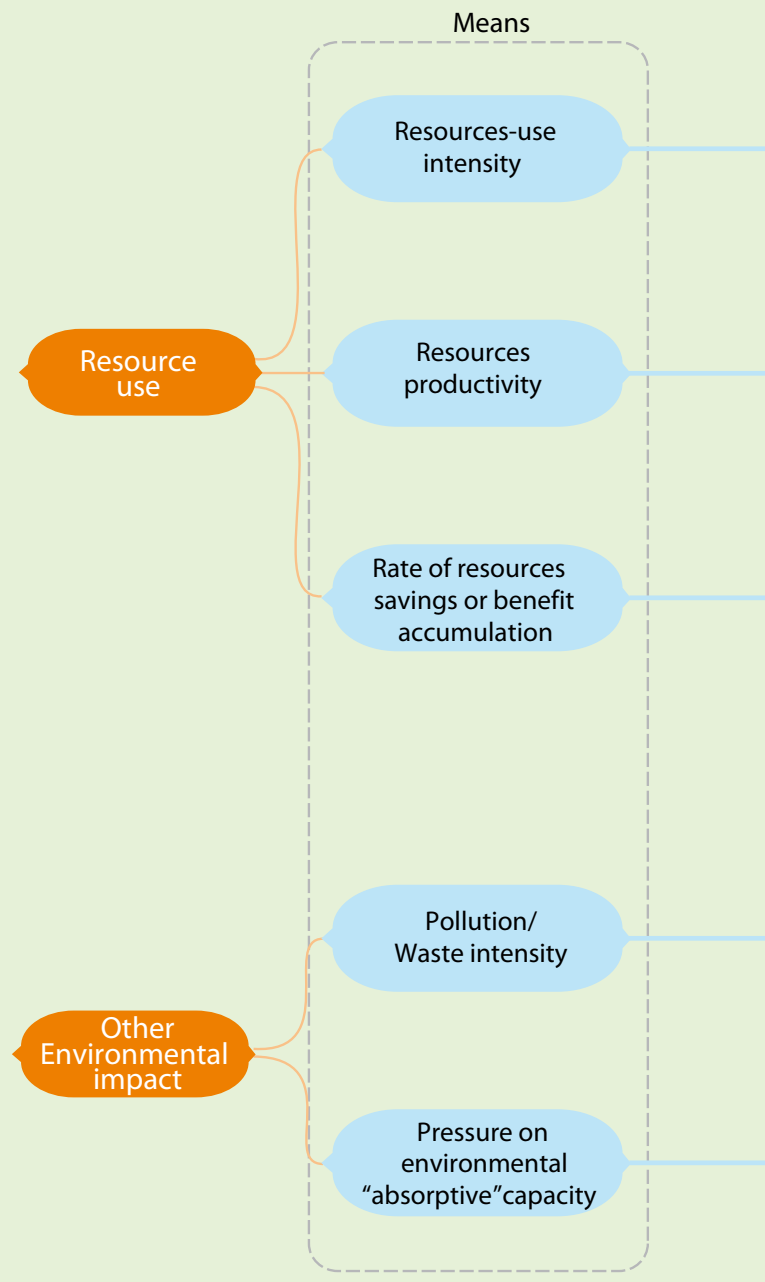 Means
Resources-use
intensity
Resource
use
Resources
productivity
Rate of resources
savings or benefit
accumulation
Pollution/
Waste intensity
Other
Environmental
impact
Pressure on
environmental
“absorptive”capacity